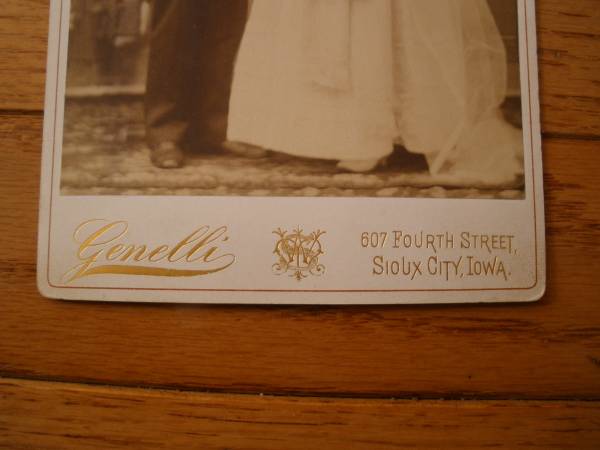 Genelli
607 Fourth Street,
Sioux City, Iowa.